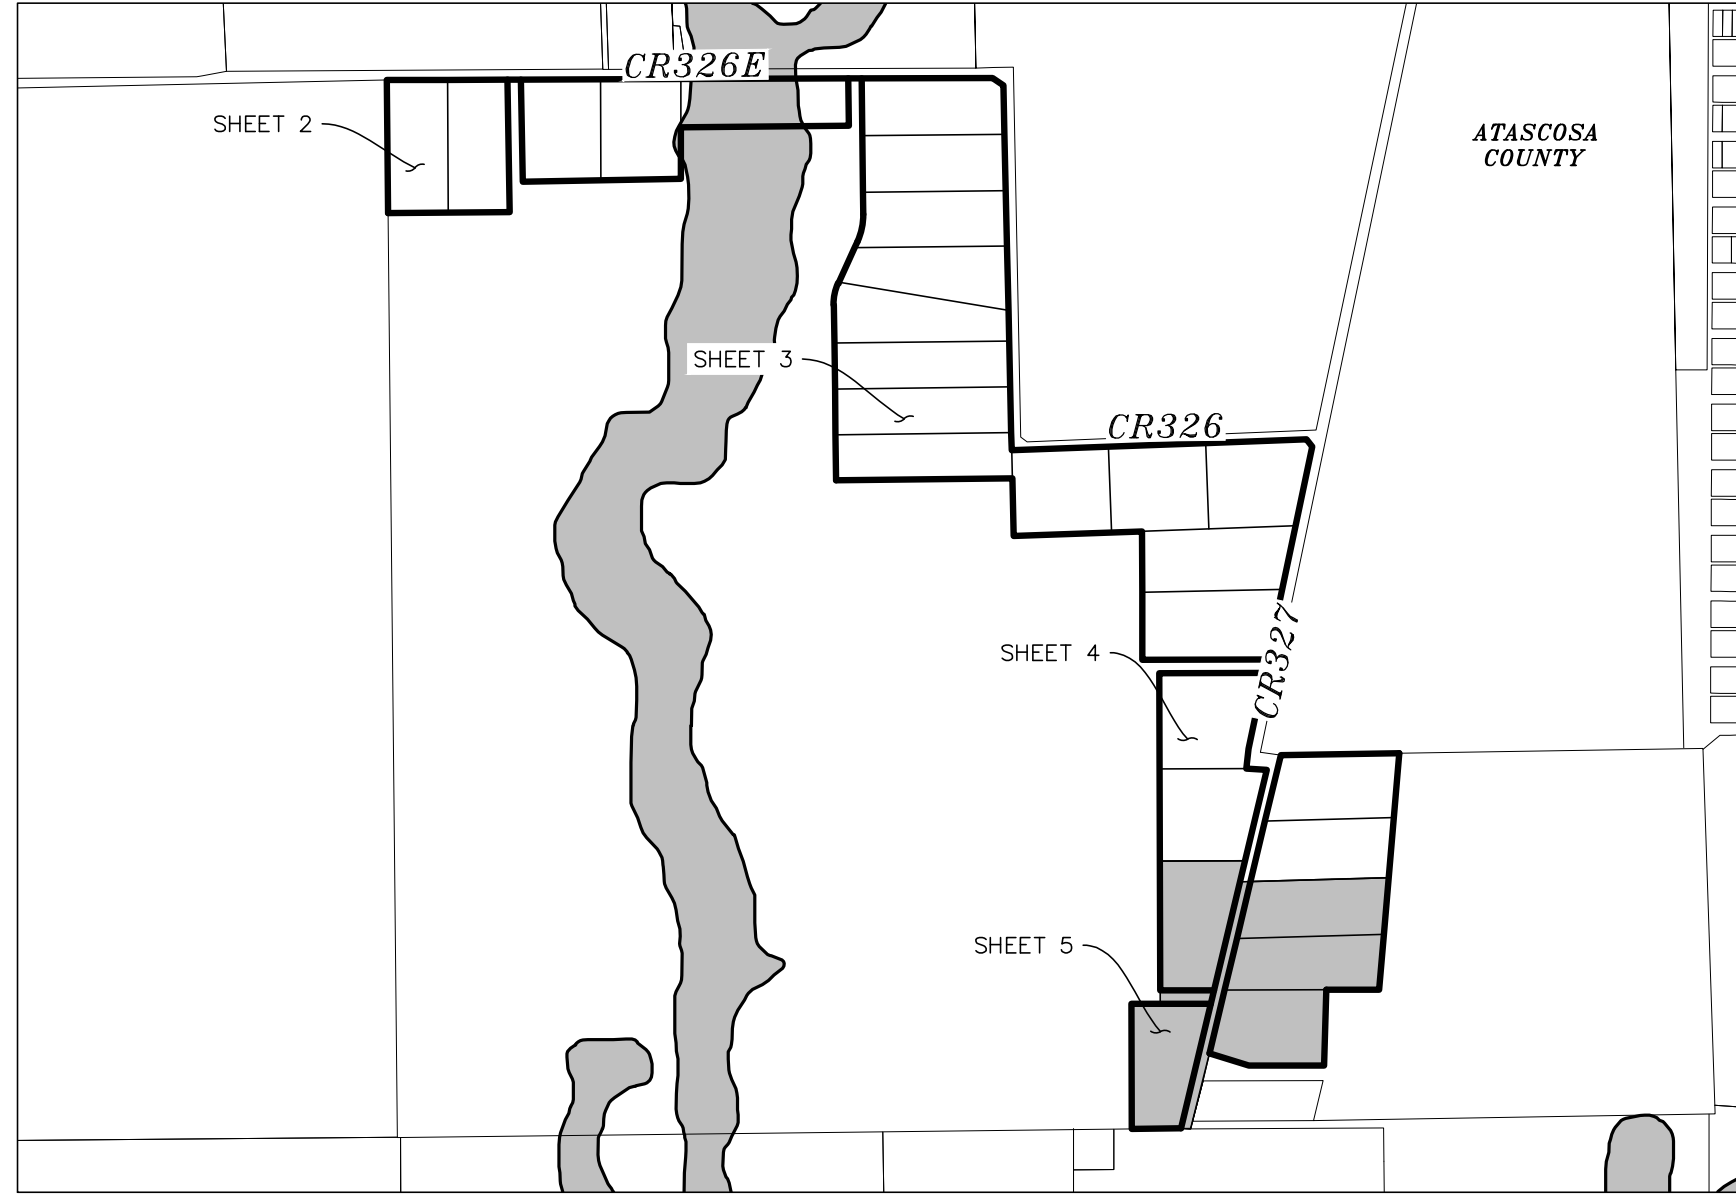 CR326E
SHEET 2
ATASCOSA
COUNTY
SHEET 3
CR326
SHEET 4
CR327
SHEET 5